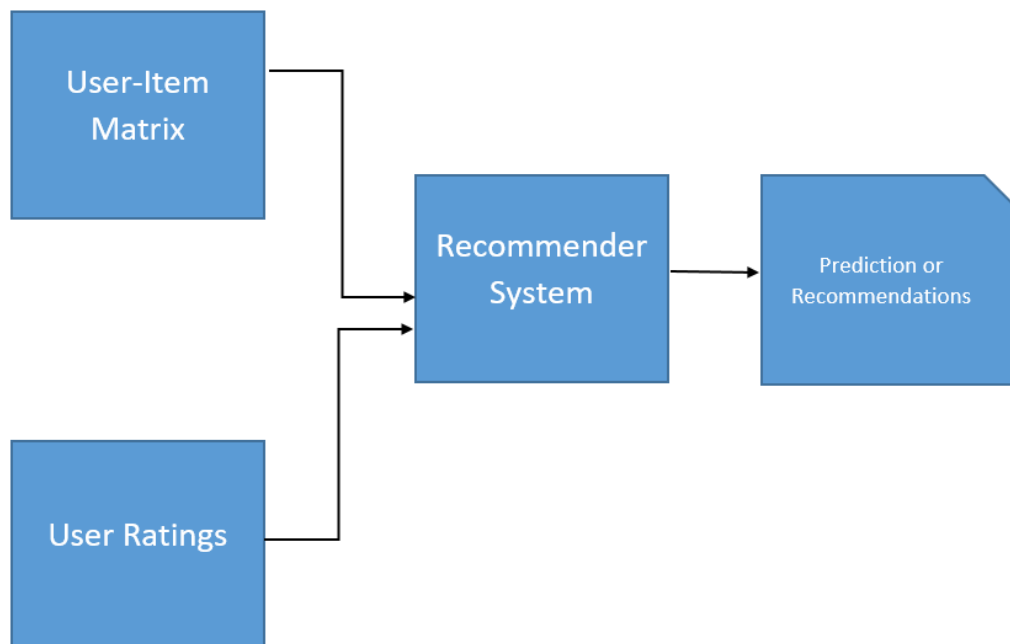 User-Item
Matrix
Recommender
System
Prediction or
Recommendations
User Ratings